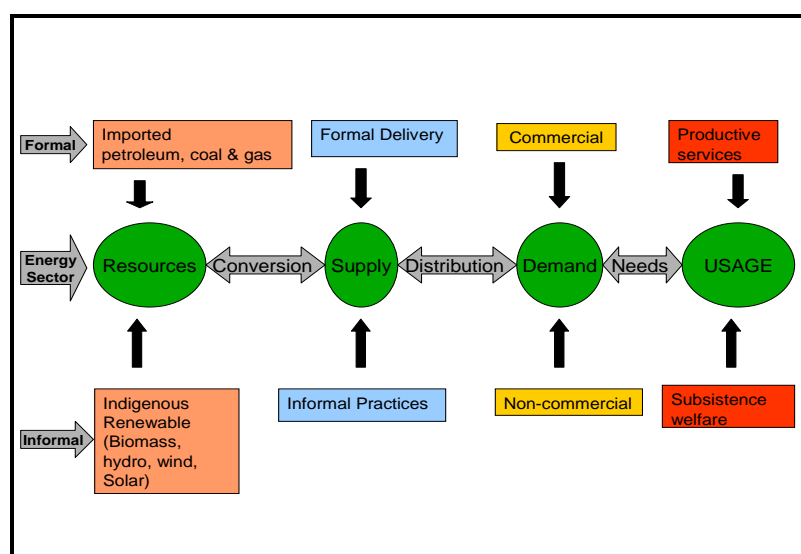 Formal
Imported
petroleum, coal & gas
Formal Delivery
Commercial
Productive
services
Energy
Sector
Resources
Conversion
Supply
Distribution
Demand
Needs
USAGE
Informal
Indigenous
Renewable
(Biomass,
hydro, wind,
Solar)
Informal Practices
Non-commercial
Subsistence
welfare